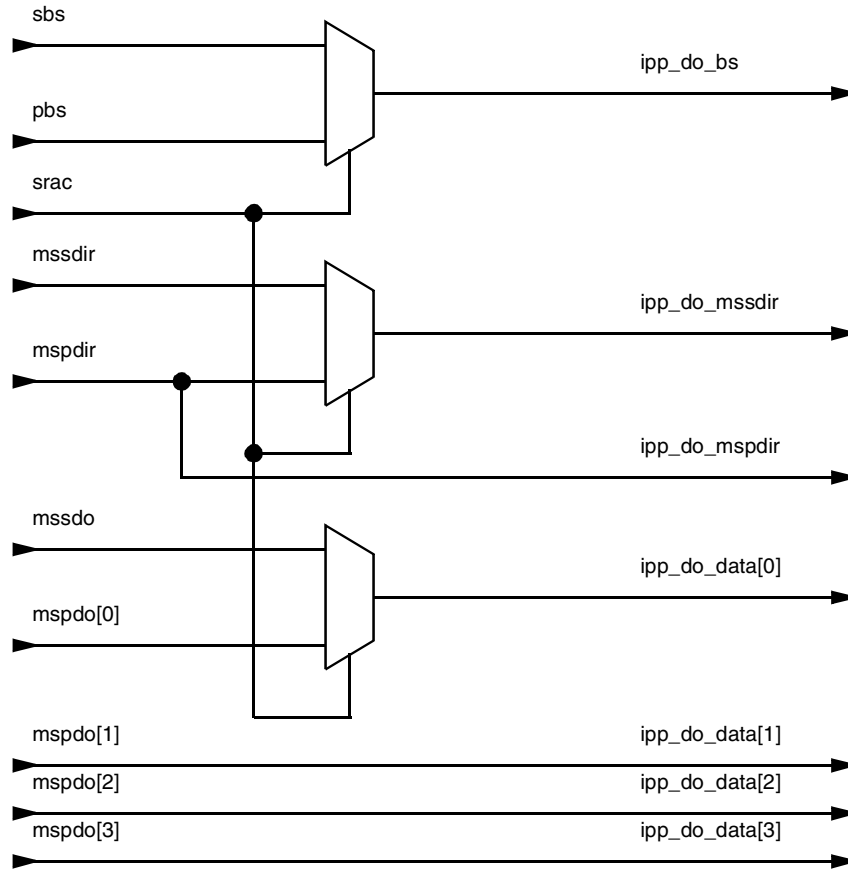 sbs
ipp_do_bs
pbs
srac
mssdir
ipp_do_mssdir
mspdir
ipp_do_mspdir
mssdo
ipp_do_data[0]
mspdo[0]
mspdo[1]
ipp_do_data[1]
mspdo[2]
ipp_do_data[2]
mspdo[3]
ipp_do_data[3]